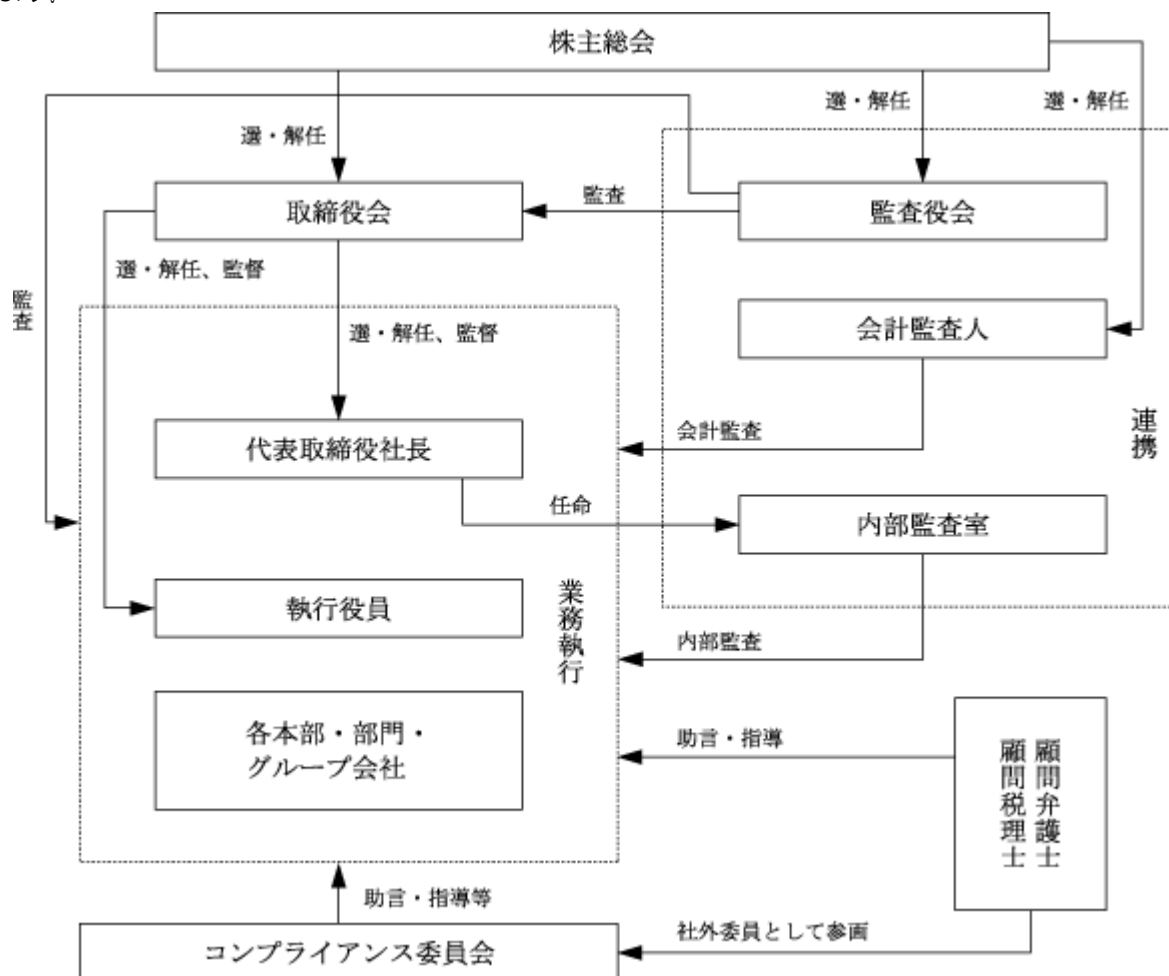 株主総会
選・解任
選・解任
選・解任
取締役会
監査
監査役会
選・解任、監督
監査
選・解任、監督
会計監査人
代表取締役社長
会計監査
連携
任命
内部監査室
執行役員
業務執行
内部監査
各本部・部門・
グループ会社
助言・指導
顧問弁護士
顧問税理士
助言・指導等
コンプライアンス委員会
社外委員として参画